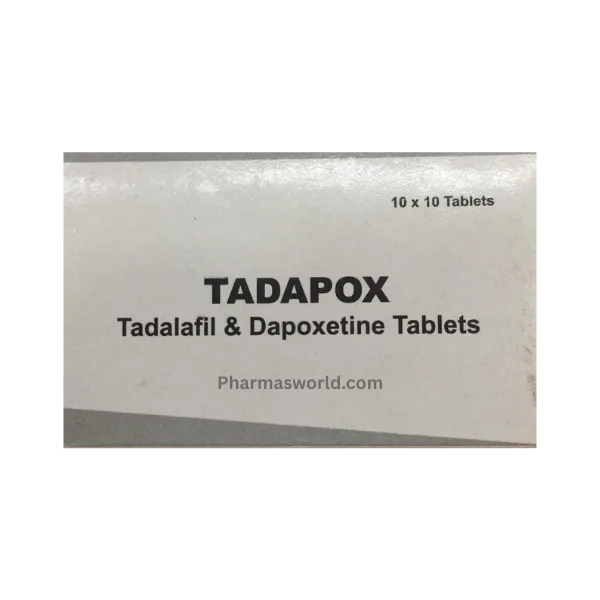 10 x 10 Tablets
TADAPOX
Tadalafil & Dapoxetine Tablets
Pharmasworld.com